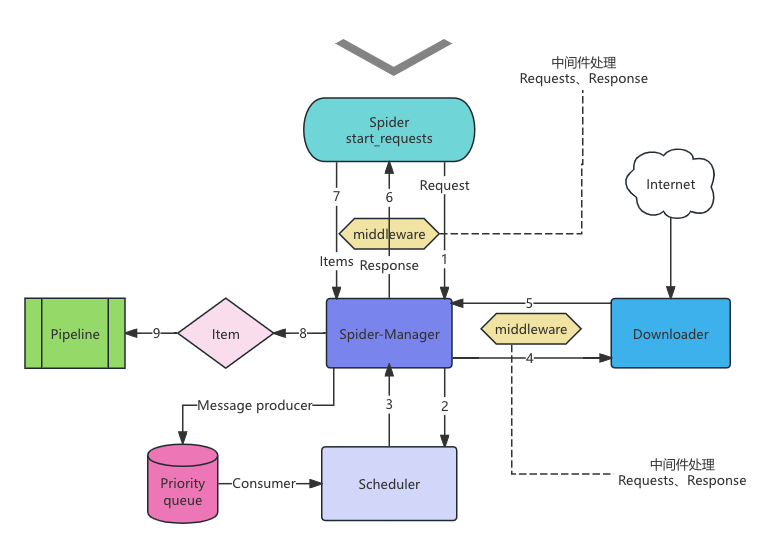 中间件处理
Requests、Response
Spider
start_requests
Internet
7
6
Request
middleware
Items
Response
1
Pipeline
9
Item
8
Spider-Manager
5
middleware
4
Downloader
Message producer
3
2
Priority
queue
Consumer
Scheduler
中间件处理
Requests、Response